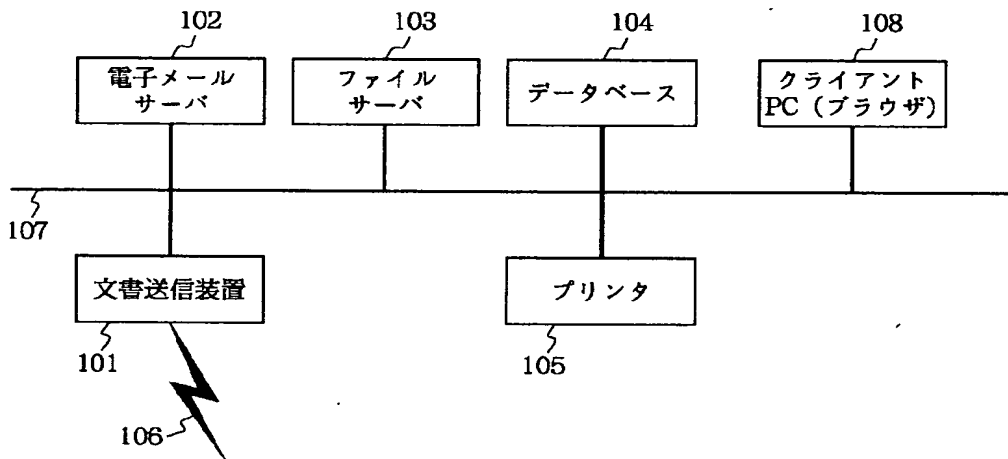 102
電子メール
サーバ
103
ファイル
サーバ
104
データベース
108
クライアント
PC（ブラウザ）
107
文書送信装置
101
プリンタ
105
106